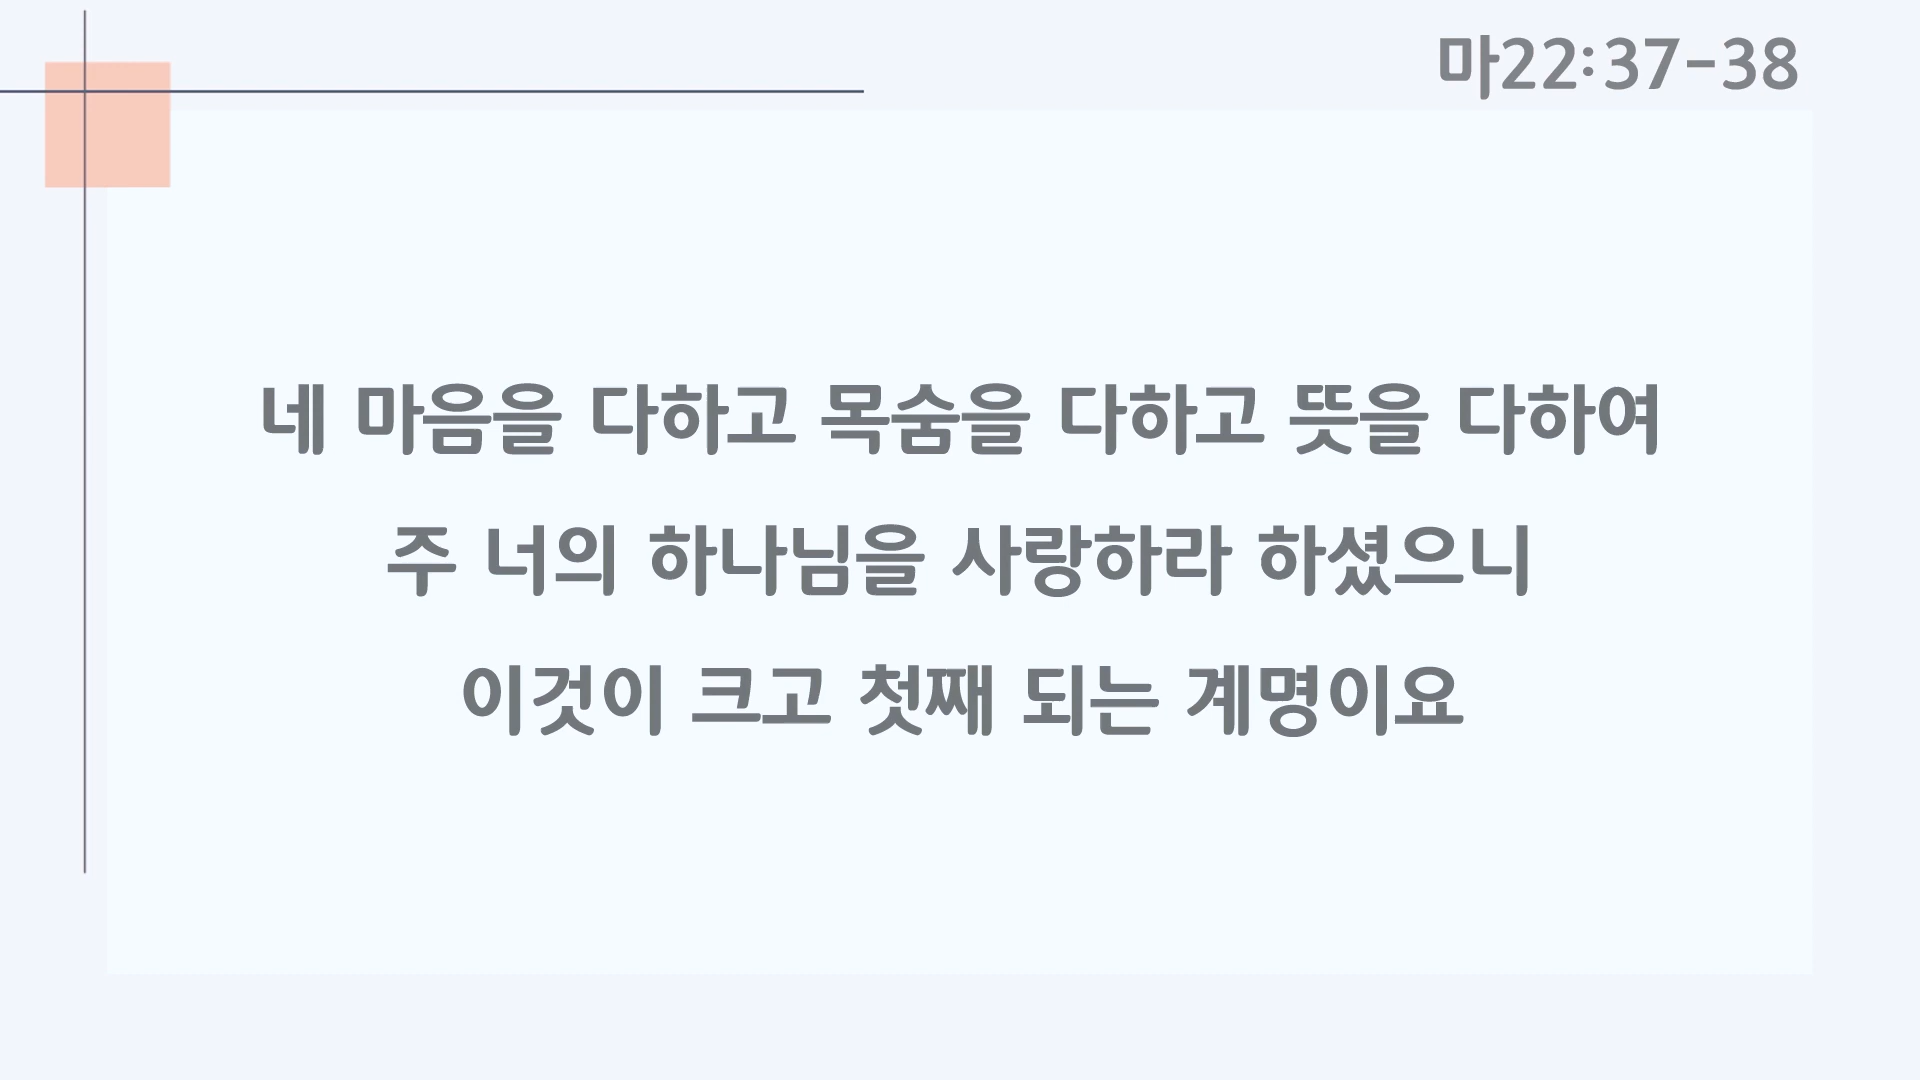 마22:37-38
네 마음을 다하고 목숨을 다하고 뜻을 다하여
주 너의 하나님을 사랑하라 하셨으니
이것이 크고 첫째 되는 계명이요